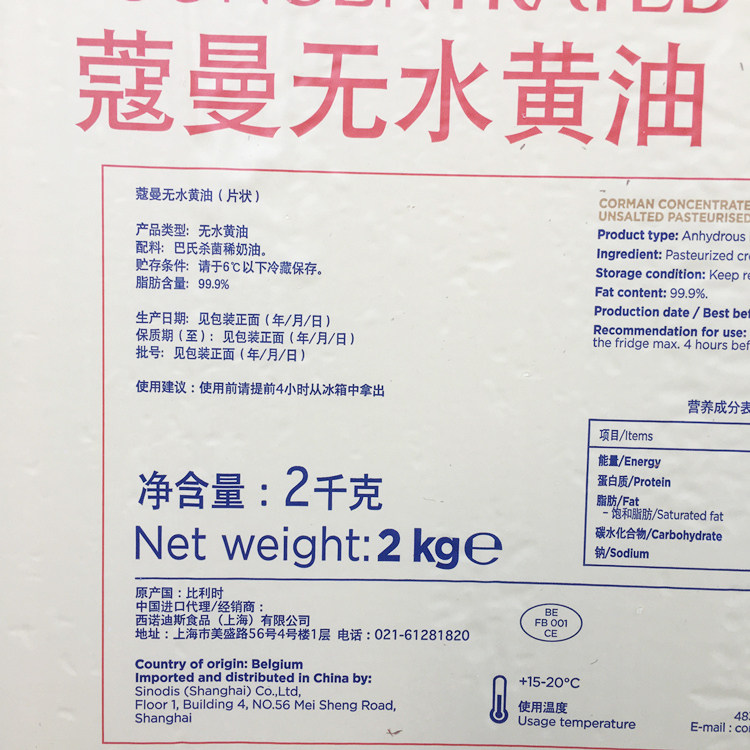 CONCENTRATED
蔻曼无水黄油
蔻曼无水黄油（片状）
产品类型: 无水黄油
配料: 巴氏杀菌稀奶油。
贮存条件: 请于6℃以下冷藏保存。
脂肪含量: 99.9%
生产日期: 见包装正面（年/月/日）
保质期（至）: 见包装正面（年/月/日）
批号: 见包装正面（年/月/日）
使用建议: 使用前请提前4小时从冰箱中拿出
CORMAN CONCENTRATE
UNSALTED PASTEURISED
Product type: Anhydrous
Ingredient: Pasteurized cr
Storage condition: Keep re
Fat content: 99.9%.
Production date / Best bef
Recommendation for use:
the fridge max. 4 hours bef
营养成分表
项目/Items
能量/Energy
蛋白质/Protein
脂肪/Fat
- 饱和脂肪/Saturated fat
碳水化合物/Carbohydrate
钠/Sodium
净含量: 2千克
Net weight: 2 kg e
原产国: 比利时
中国进口代理/经销商:
西诺迪斯食品（上海）有限公司
地址: 上海市美盛路56号4号楼1层 电话: 021-61281820
Country of origin: Belgium
Imported and distributed in China by:
Sinodis (Shanghai) Co.,Ltd,
Floor 1, Building 4, NO.56 Mei Sheng Road,
Shanghai
BE
FB 001
CE
+15-20°C
使用温度
Usage temperature
483
E-mail : cor